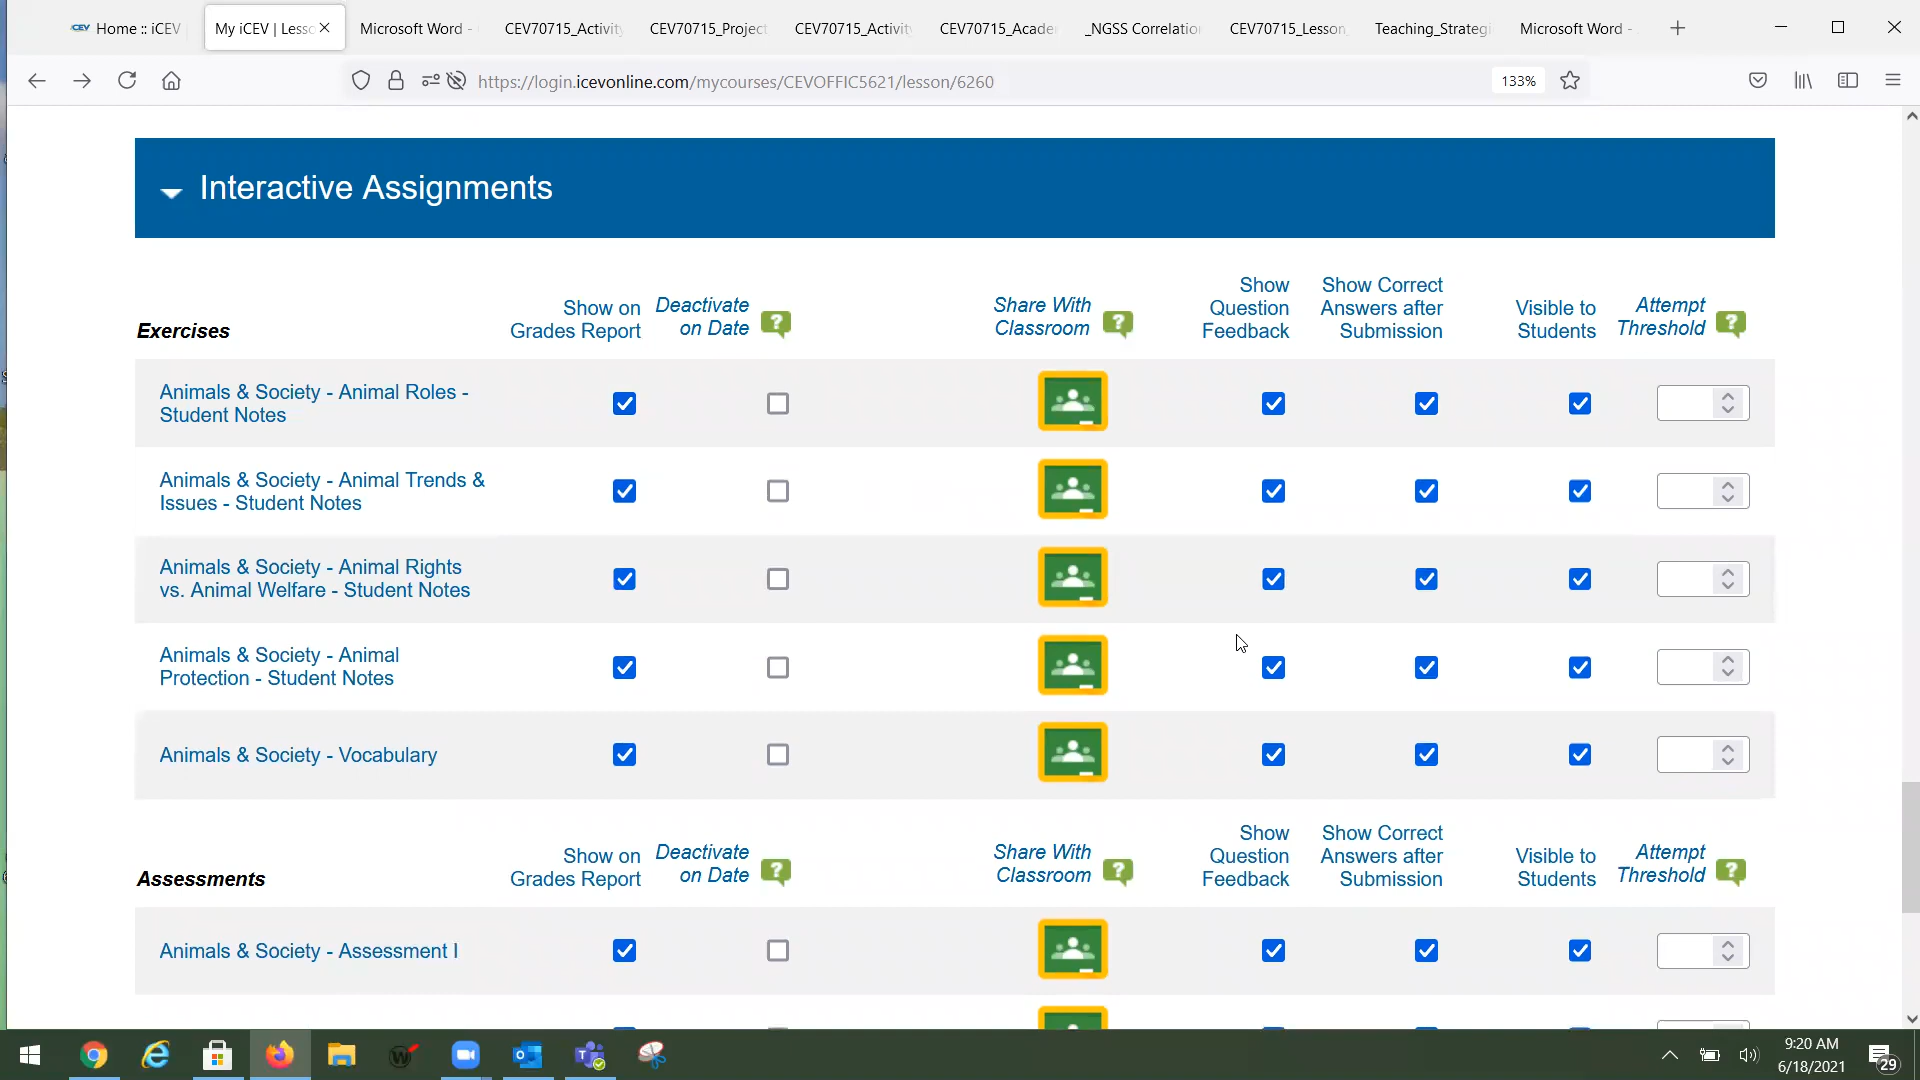 Home :: iCEV
My iCEV | Less
Microsoft Word -
CEV70715_Activity
CEV70715_Project
CEV70715_Activity
CEV70715_Acade
_NGSS Correlation
CEV70715_Lesson_
Teaching_Strategi
Microsoft Word -
https://login.icevonline.com/mycourses/CEVOFFIC5621/lesson/6260
133%
Interactive Assignments
Exercises
Show on
Grades Report
Deactivate
on Date
?
Share With
Classroom
?
Show
Question
Feedback
Show Correct
Answers after
Submission
Visible to
Students
Attempt
Threshold
?
Animals & Society - Animal Roles -
Student Notes
Animals & Society - Animal Trends &
Issues - Student Notes
Animals & Society - Animal Rights
vs. Animal Welfare - Student Notes
Animals & Society - Animal
Protection - Student Notes
Animals & Society - Vocabulary
Assessments
Show on
Grades Report
Deactivate
on Date
?
Share With
Classroom
?
Show
Question
Feedback
Show Correct
Answers after
Submission
Visible to
Students
Attempt
Threshold
?
Animals & Society - Assessment I
9:20 AM
6/18/2021
29